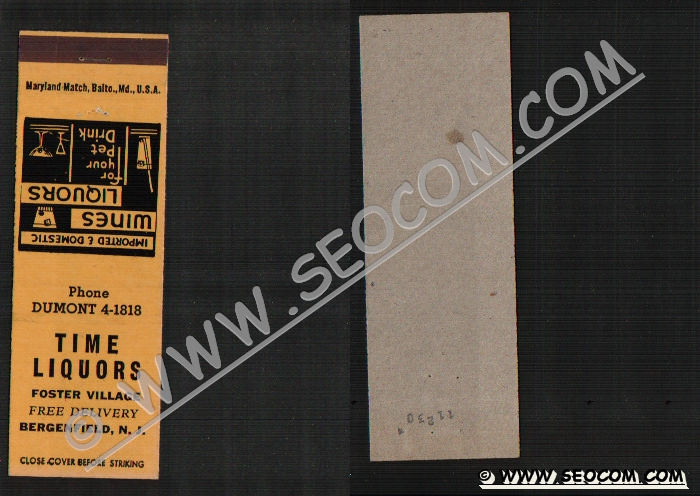 Maryland Match, Balto., Md., U.S.A.
IMPORTED & DOMESTIC
WINES
LIQUORS
for
your
Pet
Drink
Phone
DUMONT 4-1818
TIME
LIQUORS
FOSTER VILLAGE
FREE DELIVERY
BERGENFIELD, N. J.
CLOSE COVER BEFORE STRIKING
© WWW.SEOCOM.COM
© WWW.SEOCOM.COM